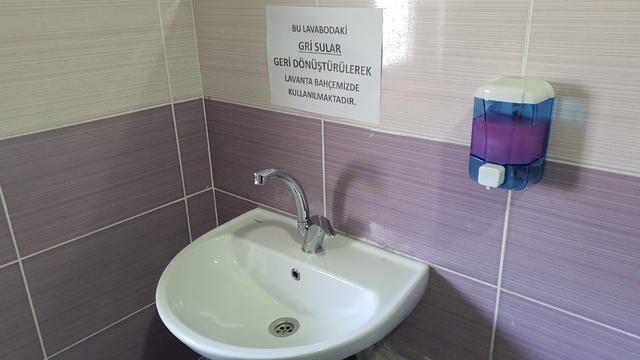 BU LAVABODAKİ
GRİ SULAR
GERİ DÖNÜŞTÜRÜLEREK
LAVANTA BAHÇEMİZDE
KULLANILMAKTADIR.